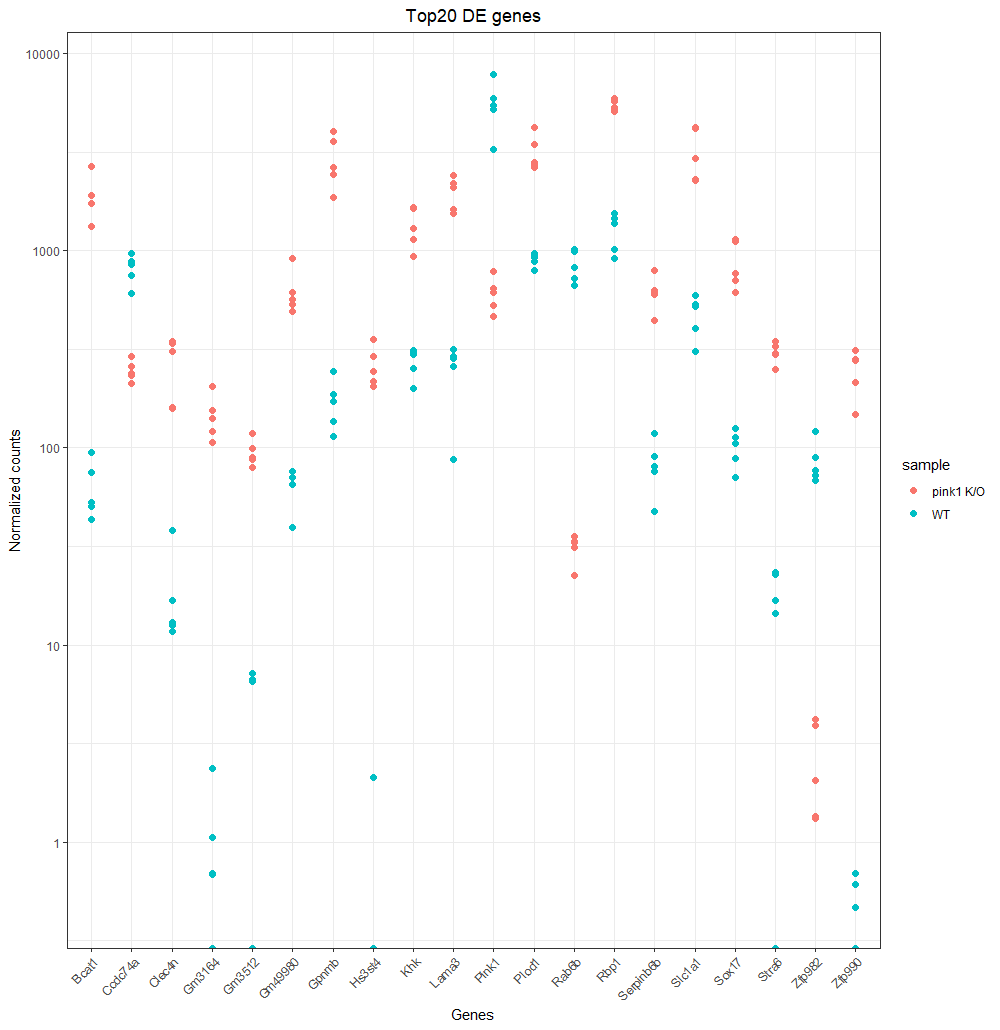 Top20 DE genes
10000
1000
100
10
1
Normalized counts
Bcat1
Ccdc74a
Clec4n
Gm3164
Gm3512
Gm49980
Gpnmb
Hs3st4
Khk
Lama3
Pink1
Plod1
Rab6b
Rbp1
Serpinb6b
Slc1a1
Sox17
Stra6
Zfp982
Zfp990
Genes
sample
pink1 K/O
WT